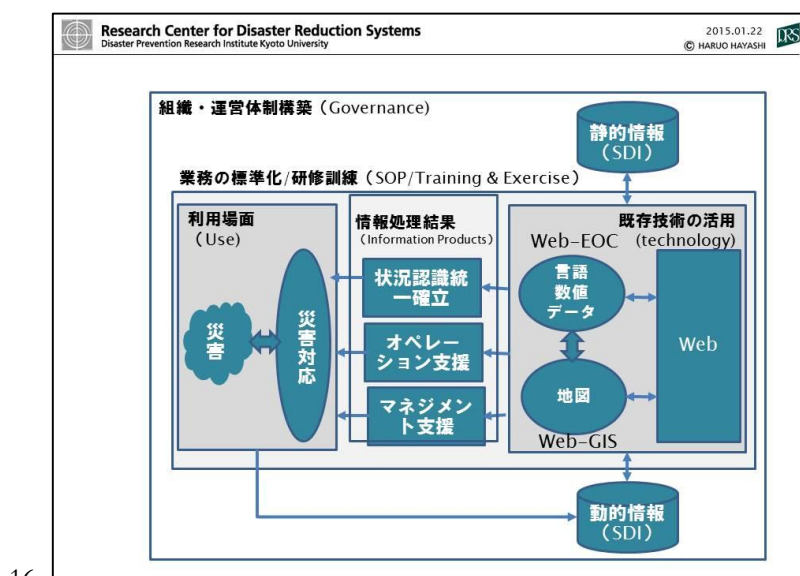 Research Center for Disaster Reduction Systems
Disaster Prevention Research Institute Kyoto University
2015.01.22
© HARUO HAYASHI
DRS
組織・運営体制構築（Governance）
静的情報
（SDI）
業務の標準化/研修訓練（SOP/Training & Exercise）
利用場面
（Use）
災害
災害対応
情報処理結果
（Information Products）
状況認識統
一確立
オペレー
ション支援
マネジメン
ト支援
既存技術の活用
Web-EOC (technology)
言語
数値
データ
Web
地図
Web-GIS
動的情報
（SDI）
16